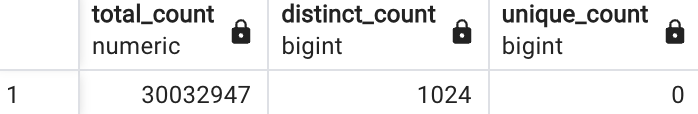 total_count distinct_count unique_count
numeric bigint bigint
1 30032947 1024 0